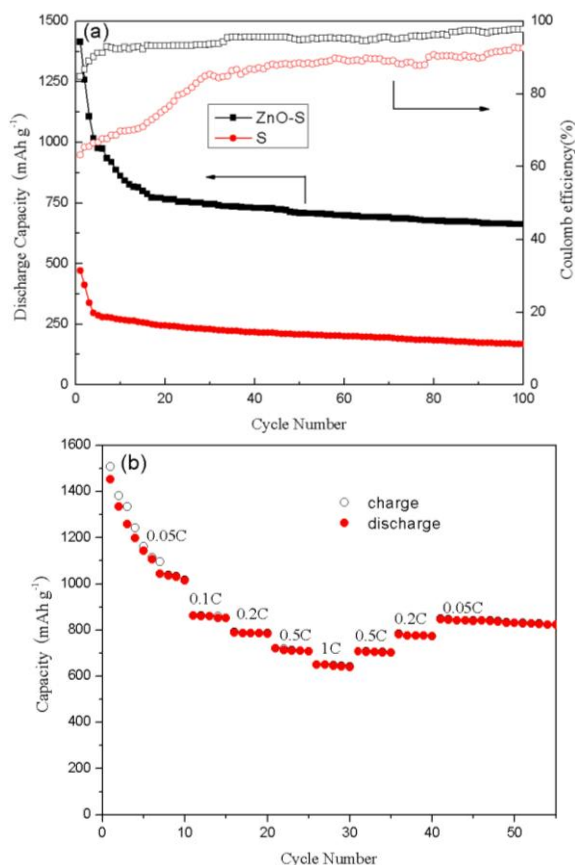 (a)
1500
1250
1000
750
500
250
0
Discharge Capacity (mAh g⁻¹)
ZnO-S
S
100
80
60
40
20
0
Coulomb efficiency(%)
0 20 40 60 80 100
Cycle Number
(b)
1600
1400
1200
1000
800
600
400
200
0
Capacity (mAh g⁻¹)
charge
discharge
0.05C
0.1C
0.2C
0.5C
1C
0.5C
0.2C
0.05C
0 10 20 30 40 50
Cycle Number